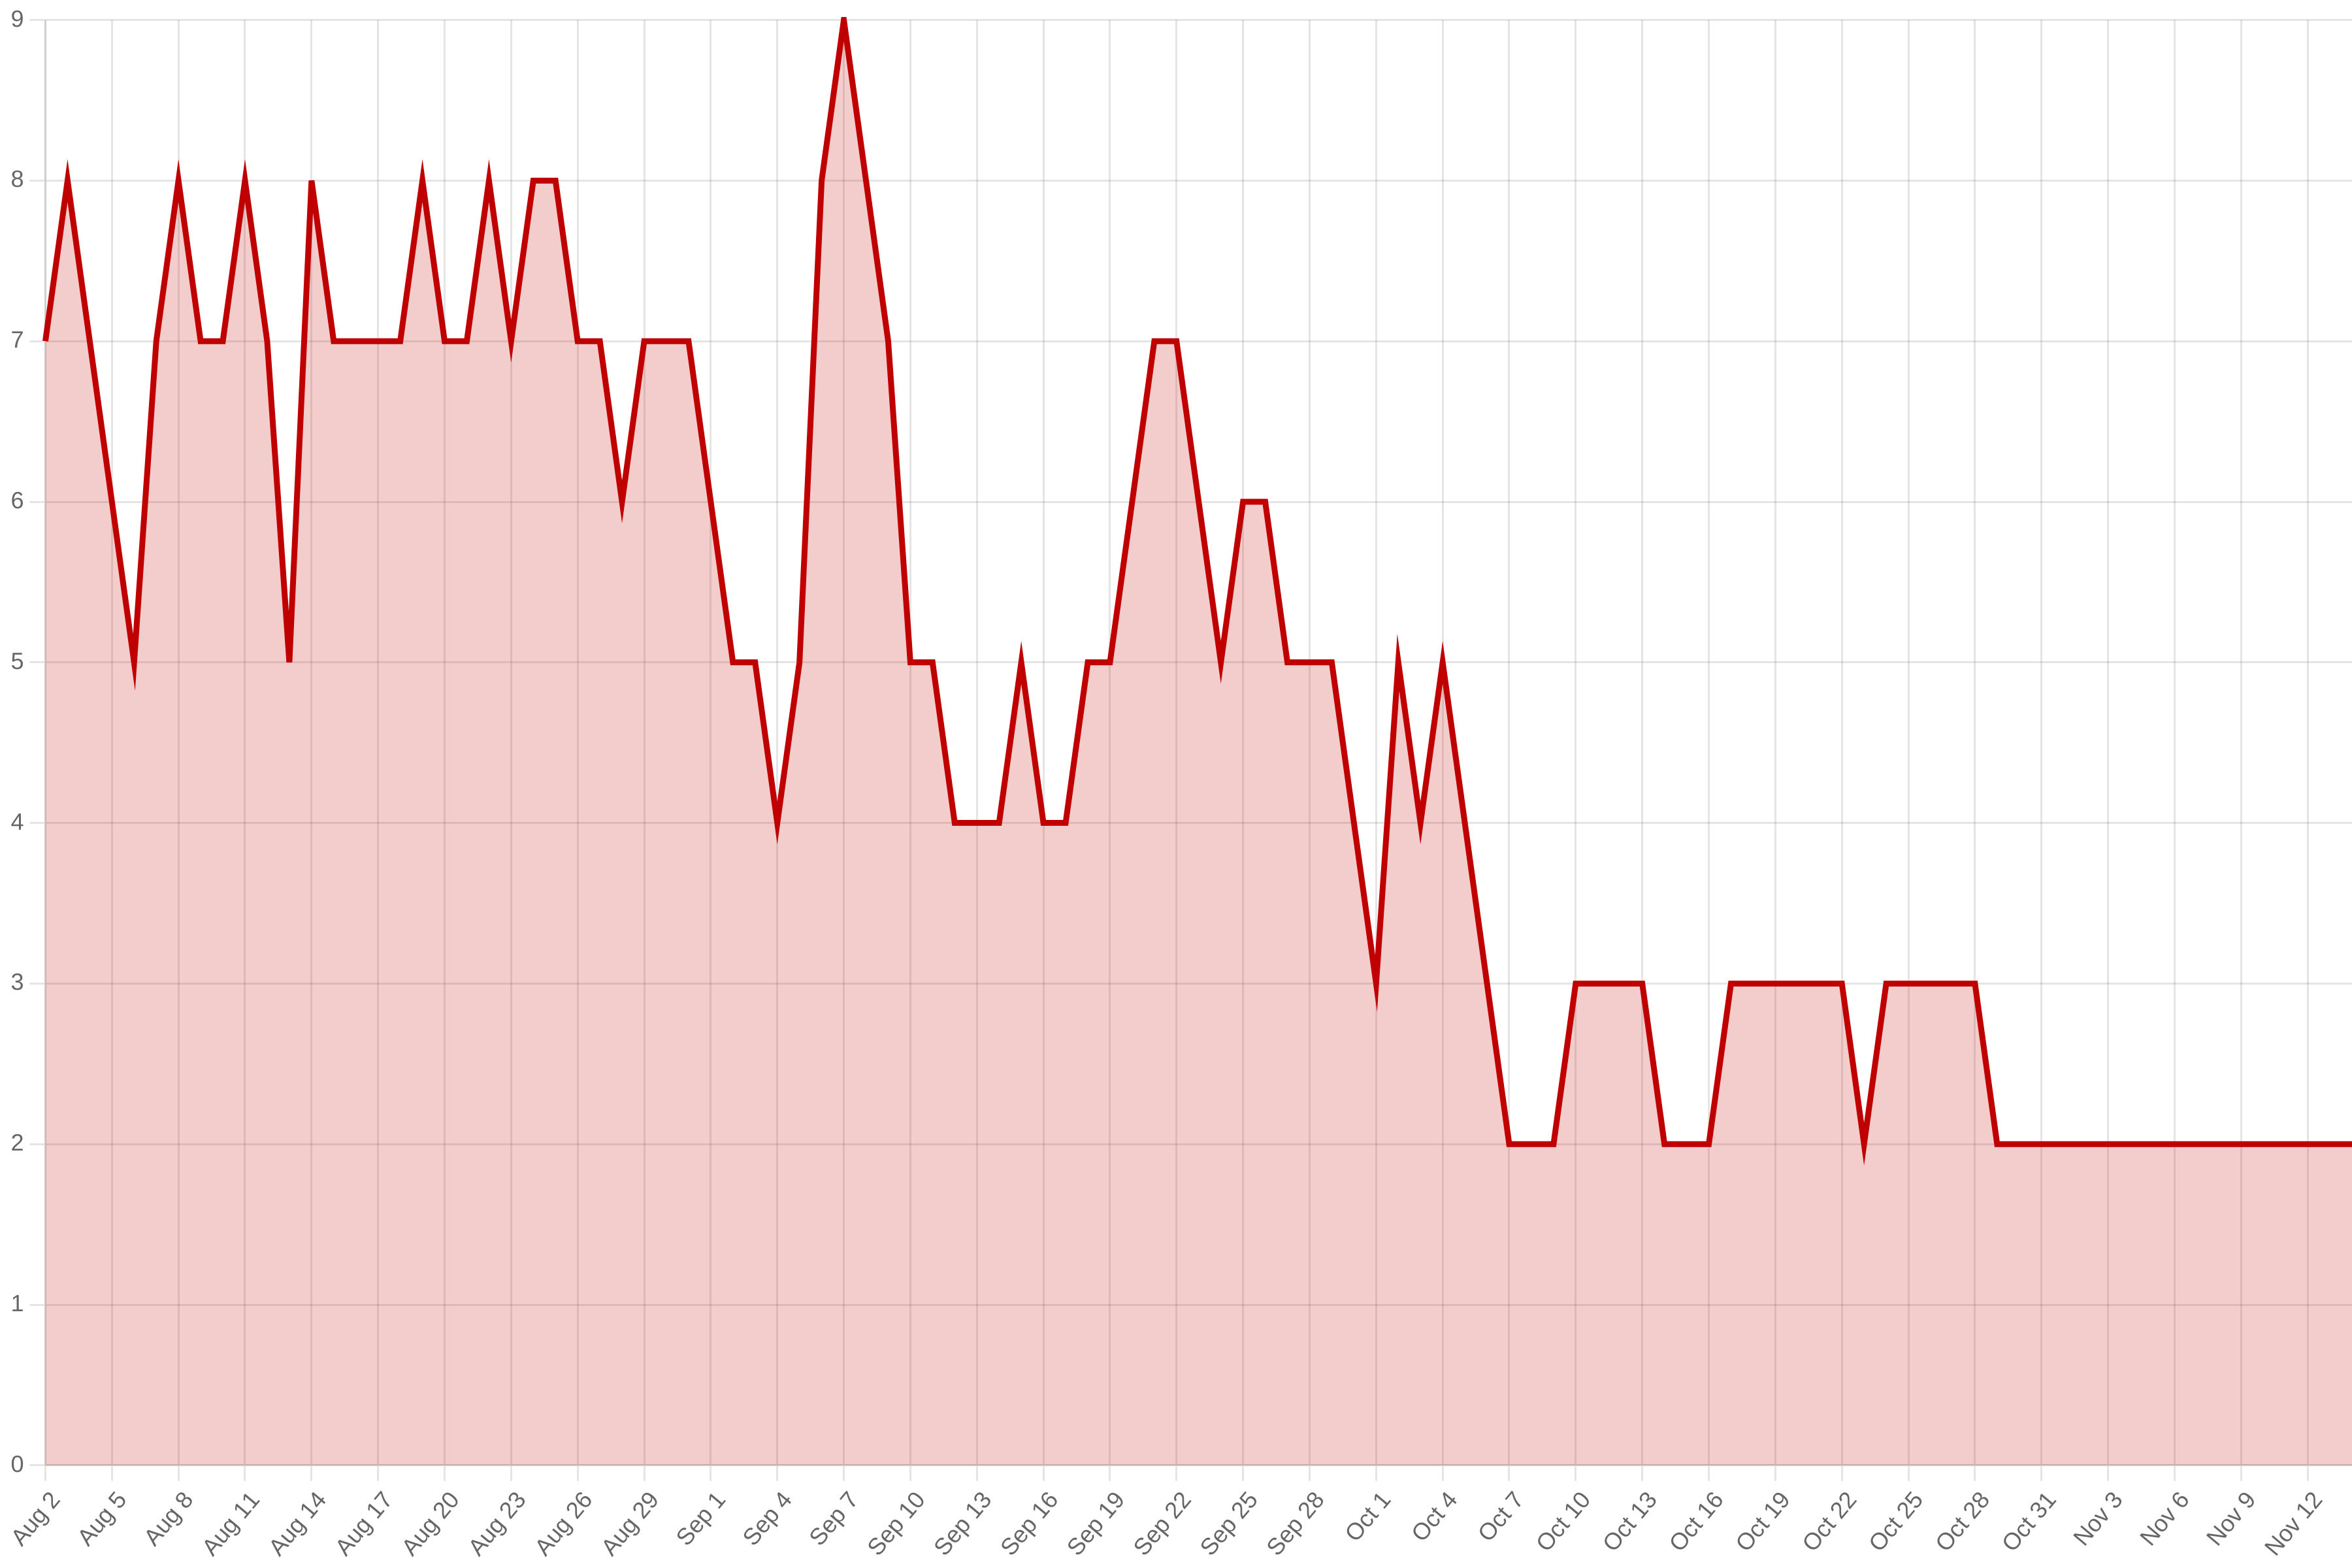 9
8
7
6
5
4
3
2
1
0
Aug 2
Aug 5
Aug 8
Aug 11
Aug 14
Aug 17
Aug 20
Aug 23
Aug 26
Aug 29
Sep 1
Sep 4
Sep 7
Sep 10
Sep 13
Sep 16
Sep 19
Sep 22
Sep 25
Sep 28
Oct 1
Oct 4
Oct 7
Oct 10
Oct 13
Oct 16
Oct 19
Oct 22
Oct 25
Oct 28
Oct 31
Nov 3
Nov 6
Nov 9
Nov 12